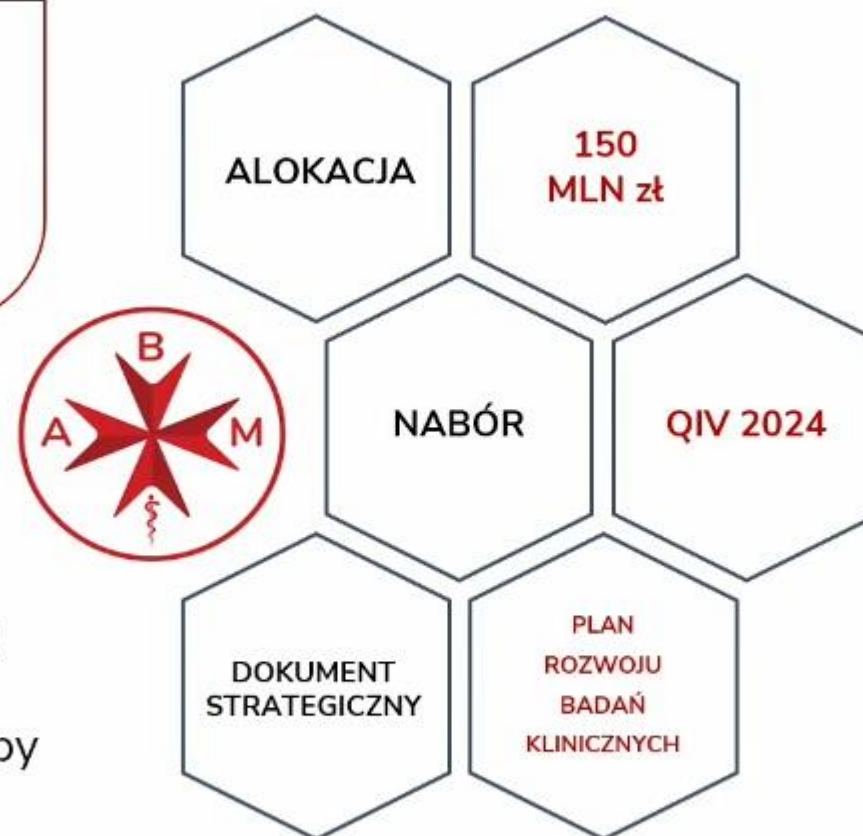 ALOKACJA
150
MLN zł
B
A M
NABÓR
QIV 2024
DOKUMENT
STRATEGICZNY
PLAN
ROZWOJU
BADAŃ
KLINICZNYCH